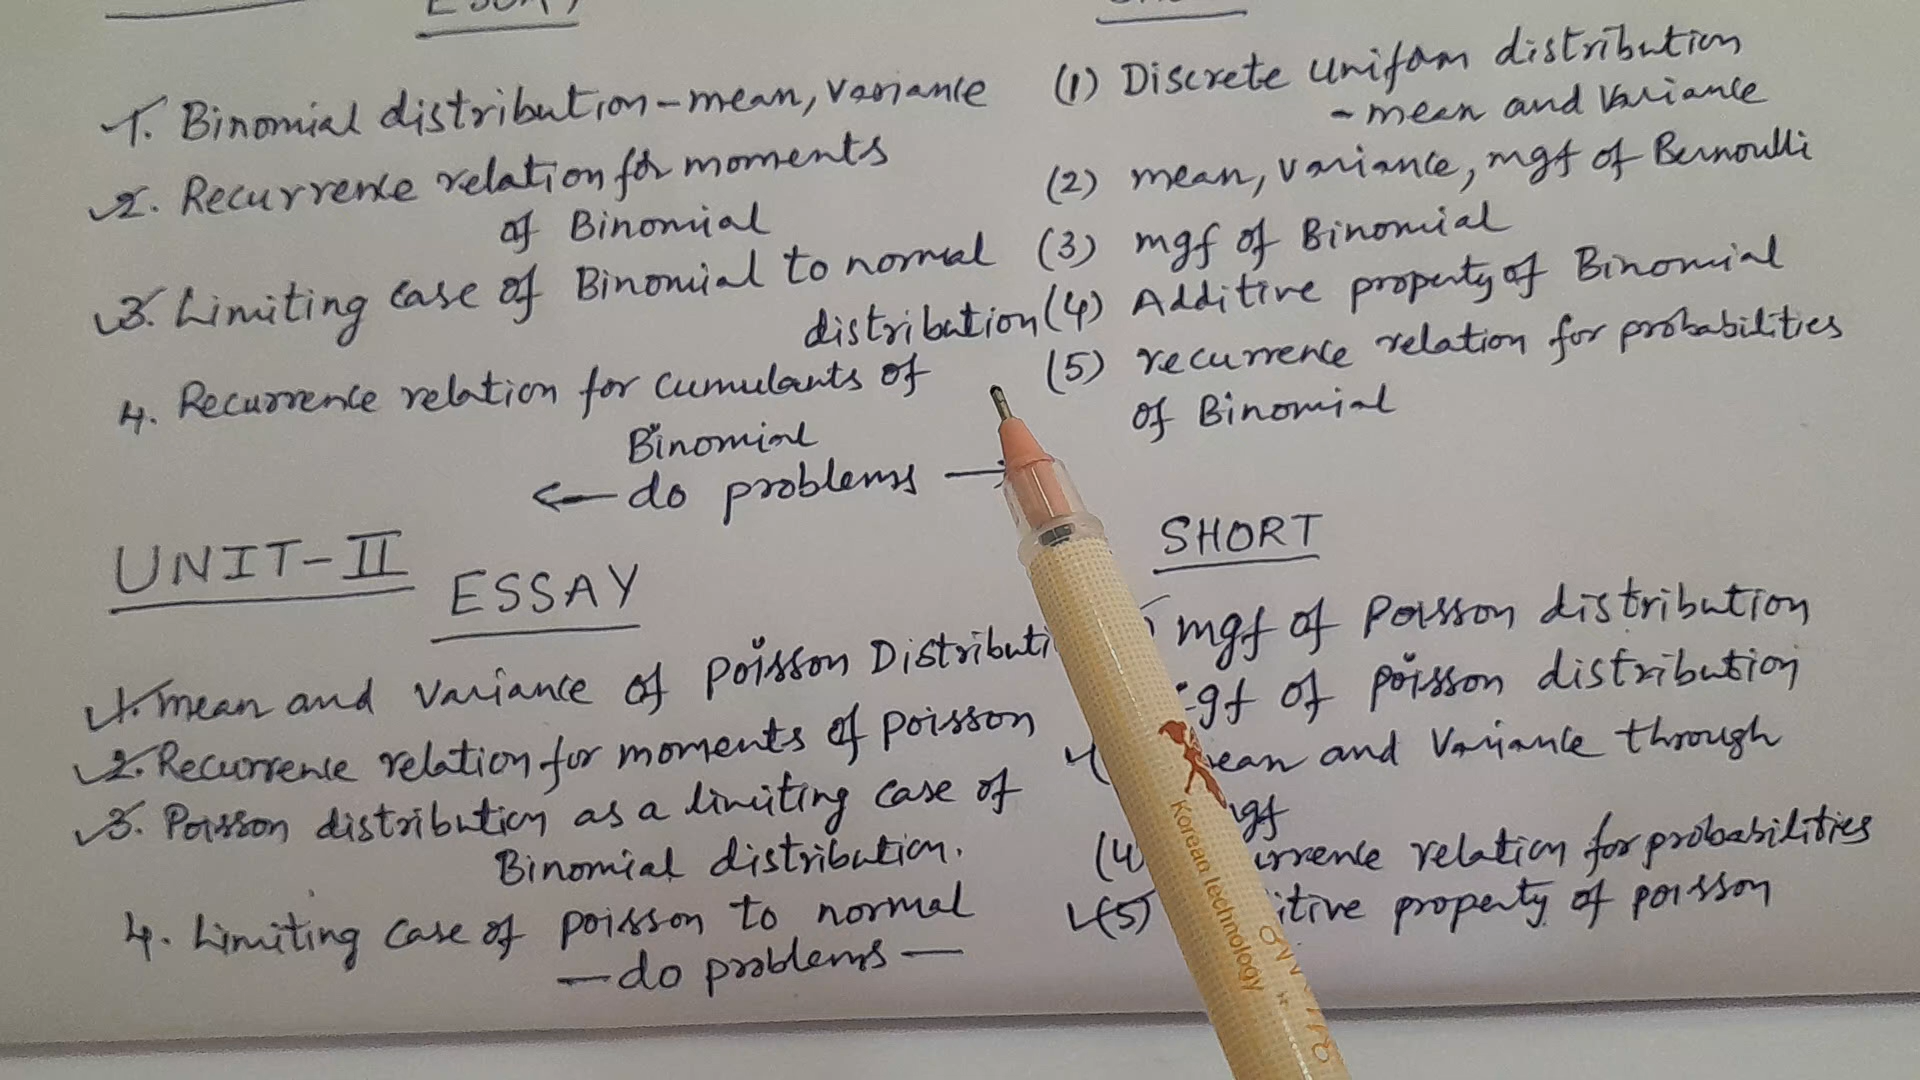 1. Binomial distribution - mean, variance
2. Recurrence relation for moments
of Binomial
3. Limiting case of Binomial to normal
distribution
4. Recurrence relation for cumulants of
Binomial
(1) Discrete uniform distribution
- mean and variance
(2) mean, variance, mgf of Bernoulli
(3) mgf of Binomial
(4) Additive property of Binomial
(5) recurrence relation for probabilities
of Binomial
← do problems →
UNIT-II
ESSAY
1. mean and variance of Poisson Distributi
2. Recurrence relation for moments of poisson
3. Poisson distribution as a limiting case of
Binomial distribution.
4. Limiting case of poisson to normal
- do problems -
SHORT
mgf of Poisson distribution
gf of poisson distribution
ean and variance through
gf
(4 urrence relation for probabilities
(5) itive property of poisson
Korean technology